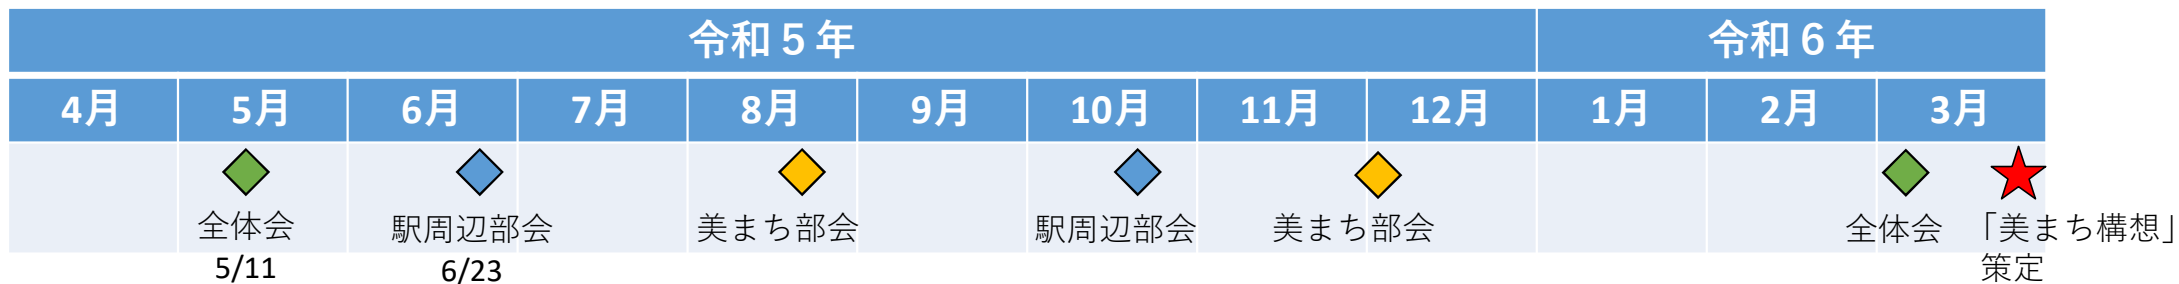 令和５年 令和６年
4月 5月 6月 7月 8月 9月 10月 11月 12月 1月 2月 3月
全体会 駅周辺部会 美まち部会 駅周辺部会 美まち部会 全体会 「美まち構想」
5/11 6/23 策定